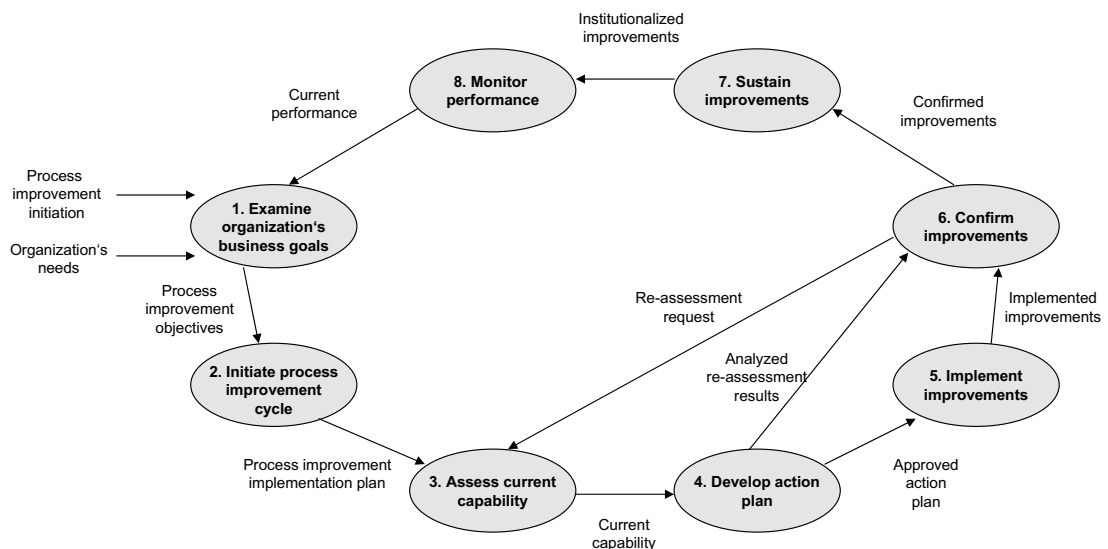 Institutionalized
improvements
8. Monitor
performance
7. Sustain
improvements
Current
performance
Confirmed
improvements
Process
improvement
initiation
1. Examine
organization‘s
business goals
6. Confirm
improvements
Organization‘s
needs
Process
improvement
objectives
Re-assessment
request
Implemented
improvements
2. Initiate process
improvement
cycle
Analyzed
re-assessment
results
5. Implement
improvements
Process improvement
implementation plan
3. Assess current
capability
4. Develop action
plan
Approved
action
plan
Current
capability